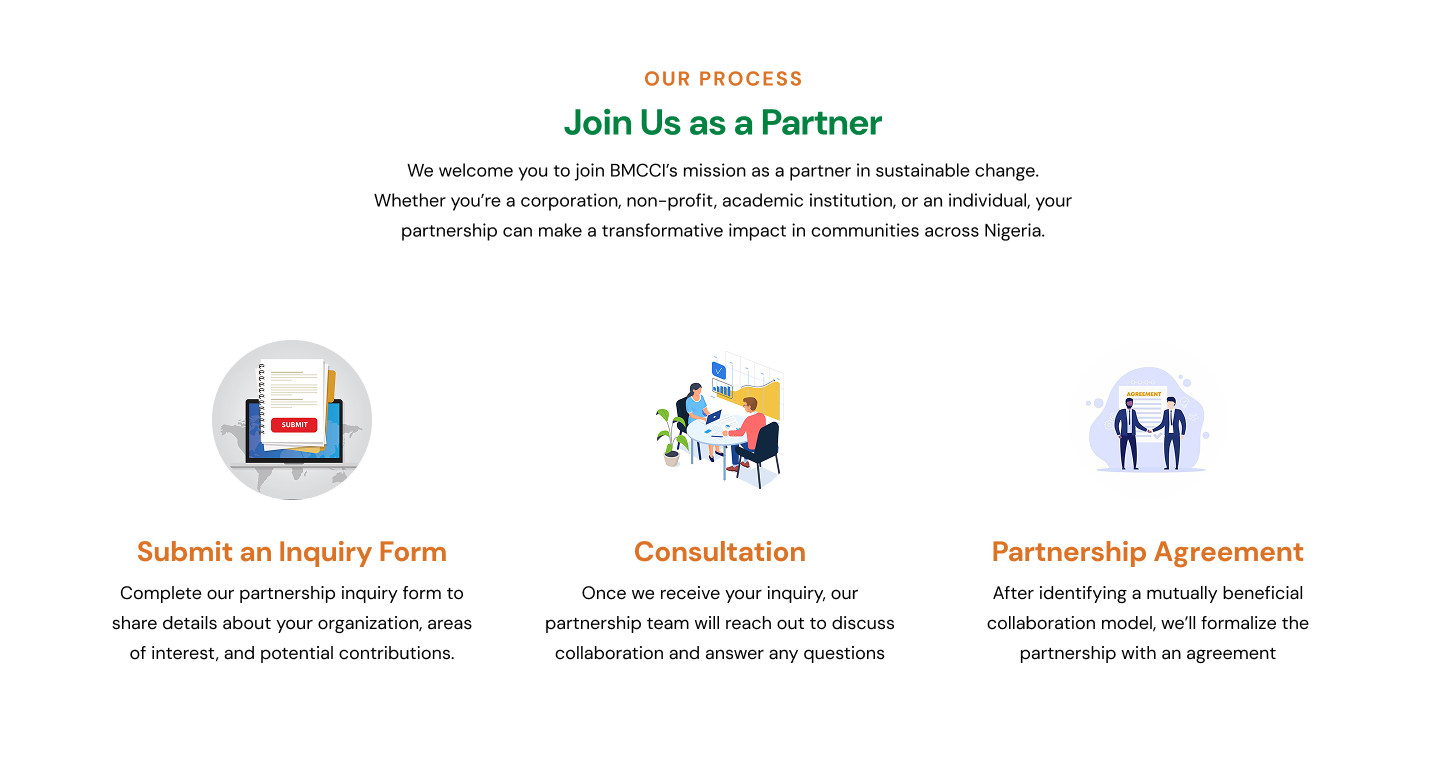 OUR PROCESS
Join Us as a Partner
We welcome you to join BMCCI's mission as a partner in sustainable change.
Whether you're a corporation, non-profit, academic institution, or an individual, your
partnership can make a transformative impact in communities across Nigeria.
SUBMIT
AGREEMENT
Submit an Inquiry Form
Complete our partnership inquiry form to
share details about your organization, areas
of interest, and potential contributions.
Consultation
Once we receive your inquiry, our
partnership team will reach out to discuss
collaboration and answer any questions
Partnership Agreement
After identifying a mutually beneficial
collaboration model, we'll formalize the
partnership with an agreement